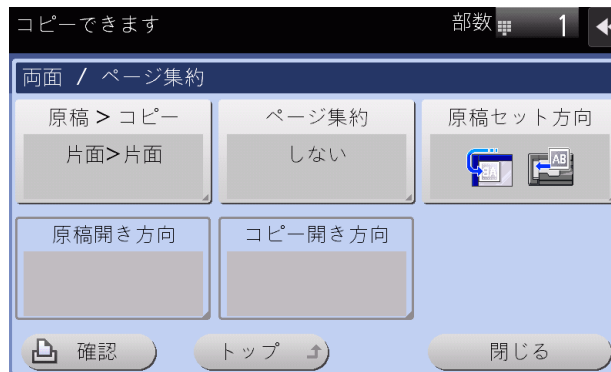 コピーできます 部数 1
両面 / ページ集約
原稿 > コピー ページ集約 原稿セット方向
片面>片面 しない
AB AB
原稿開き方向 コピー開き方向
確認 トップ 閉じる